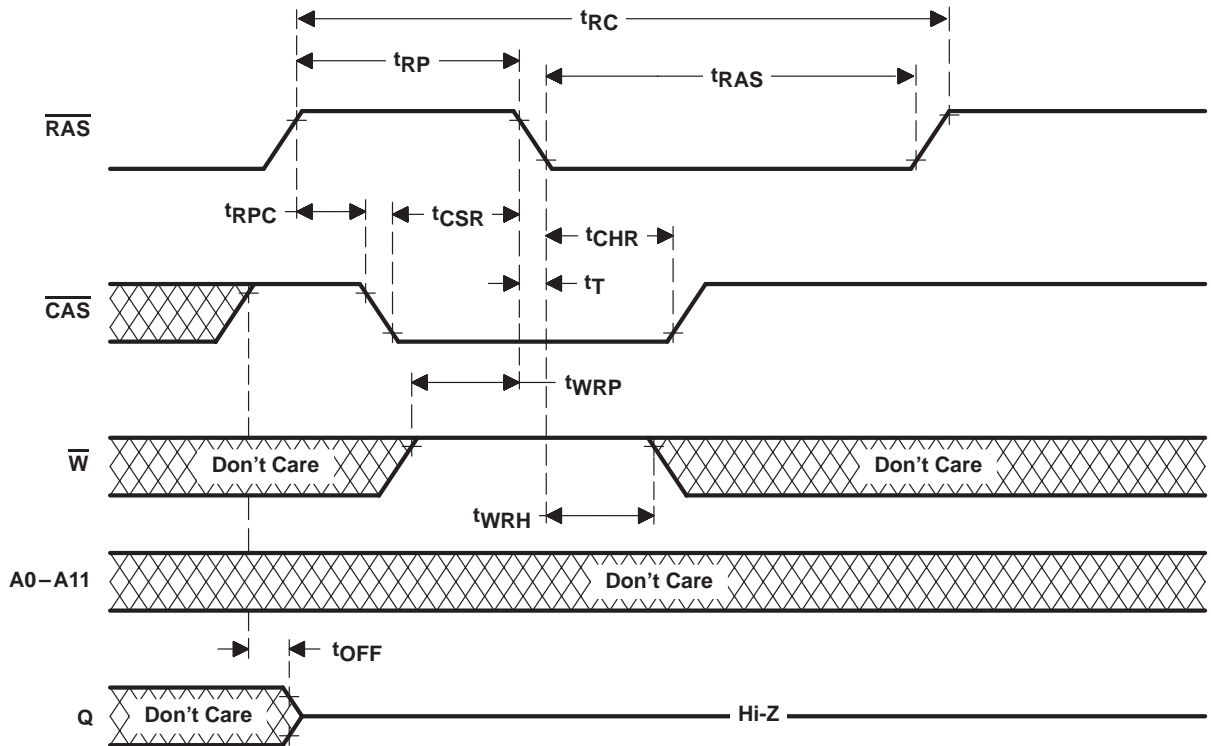 tRC
tRP
tRAS
RAS
tRPC
tCSR
tCHR
tT
CAS
tWRP
W
Don't Care
Don't Care
tWRH
A0–A11
Don't Care
tOFF
Q
Don't Care
Hi-Z